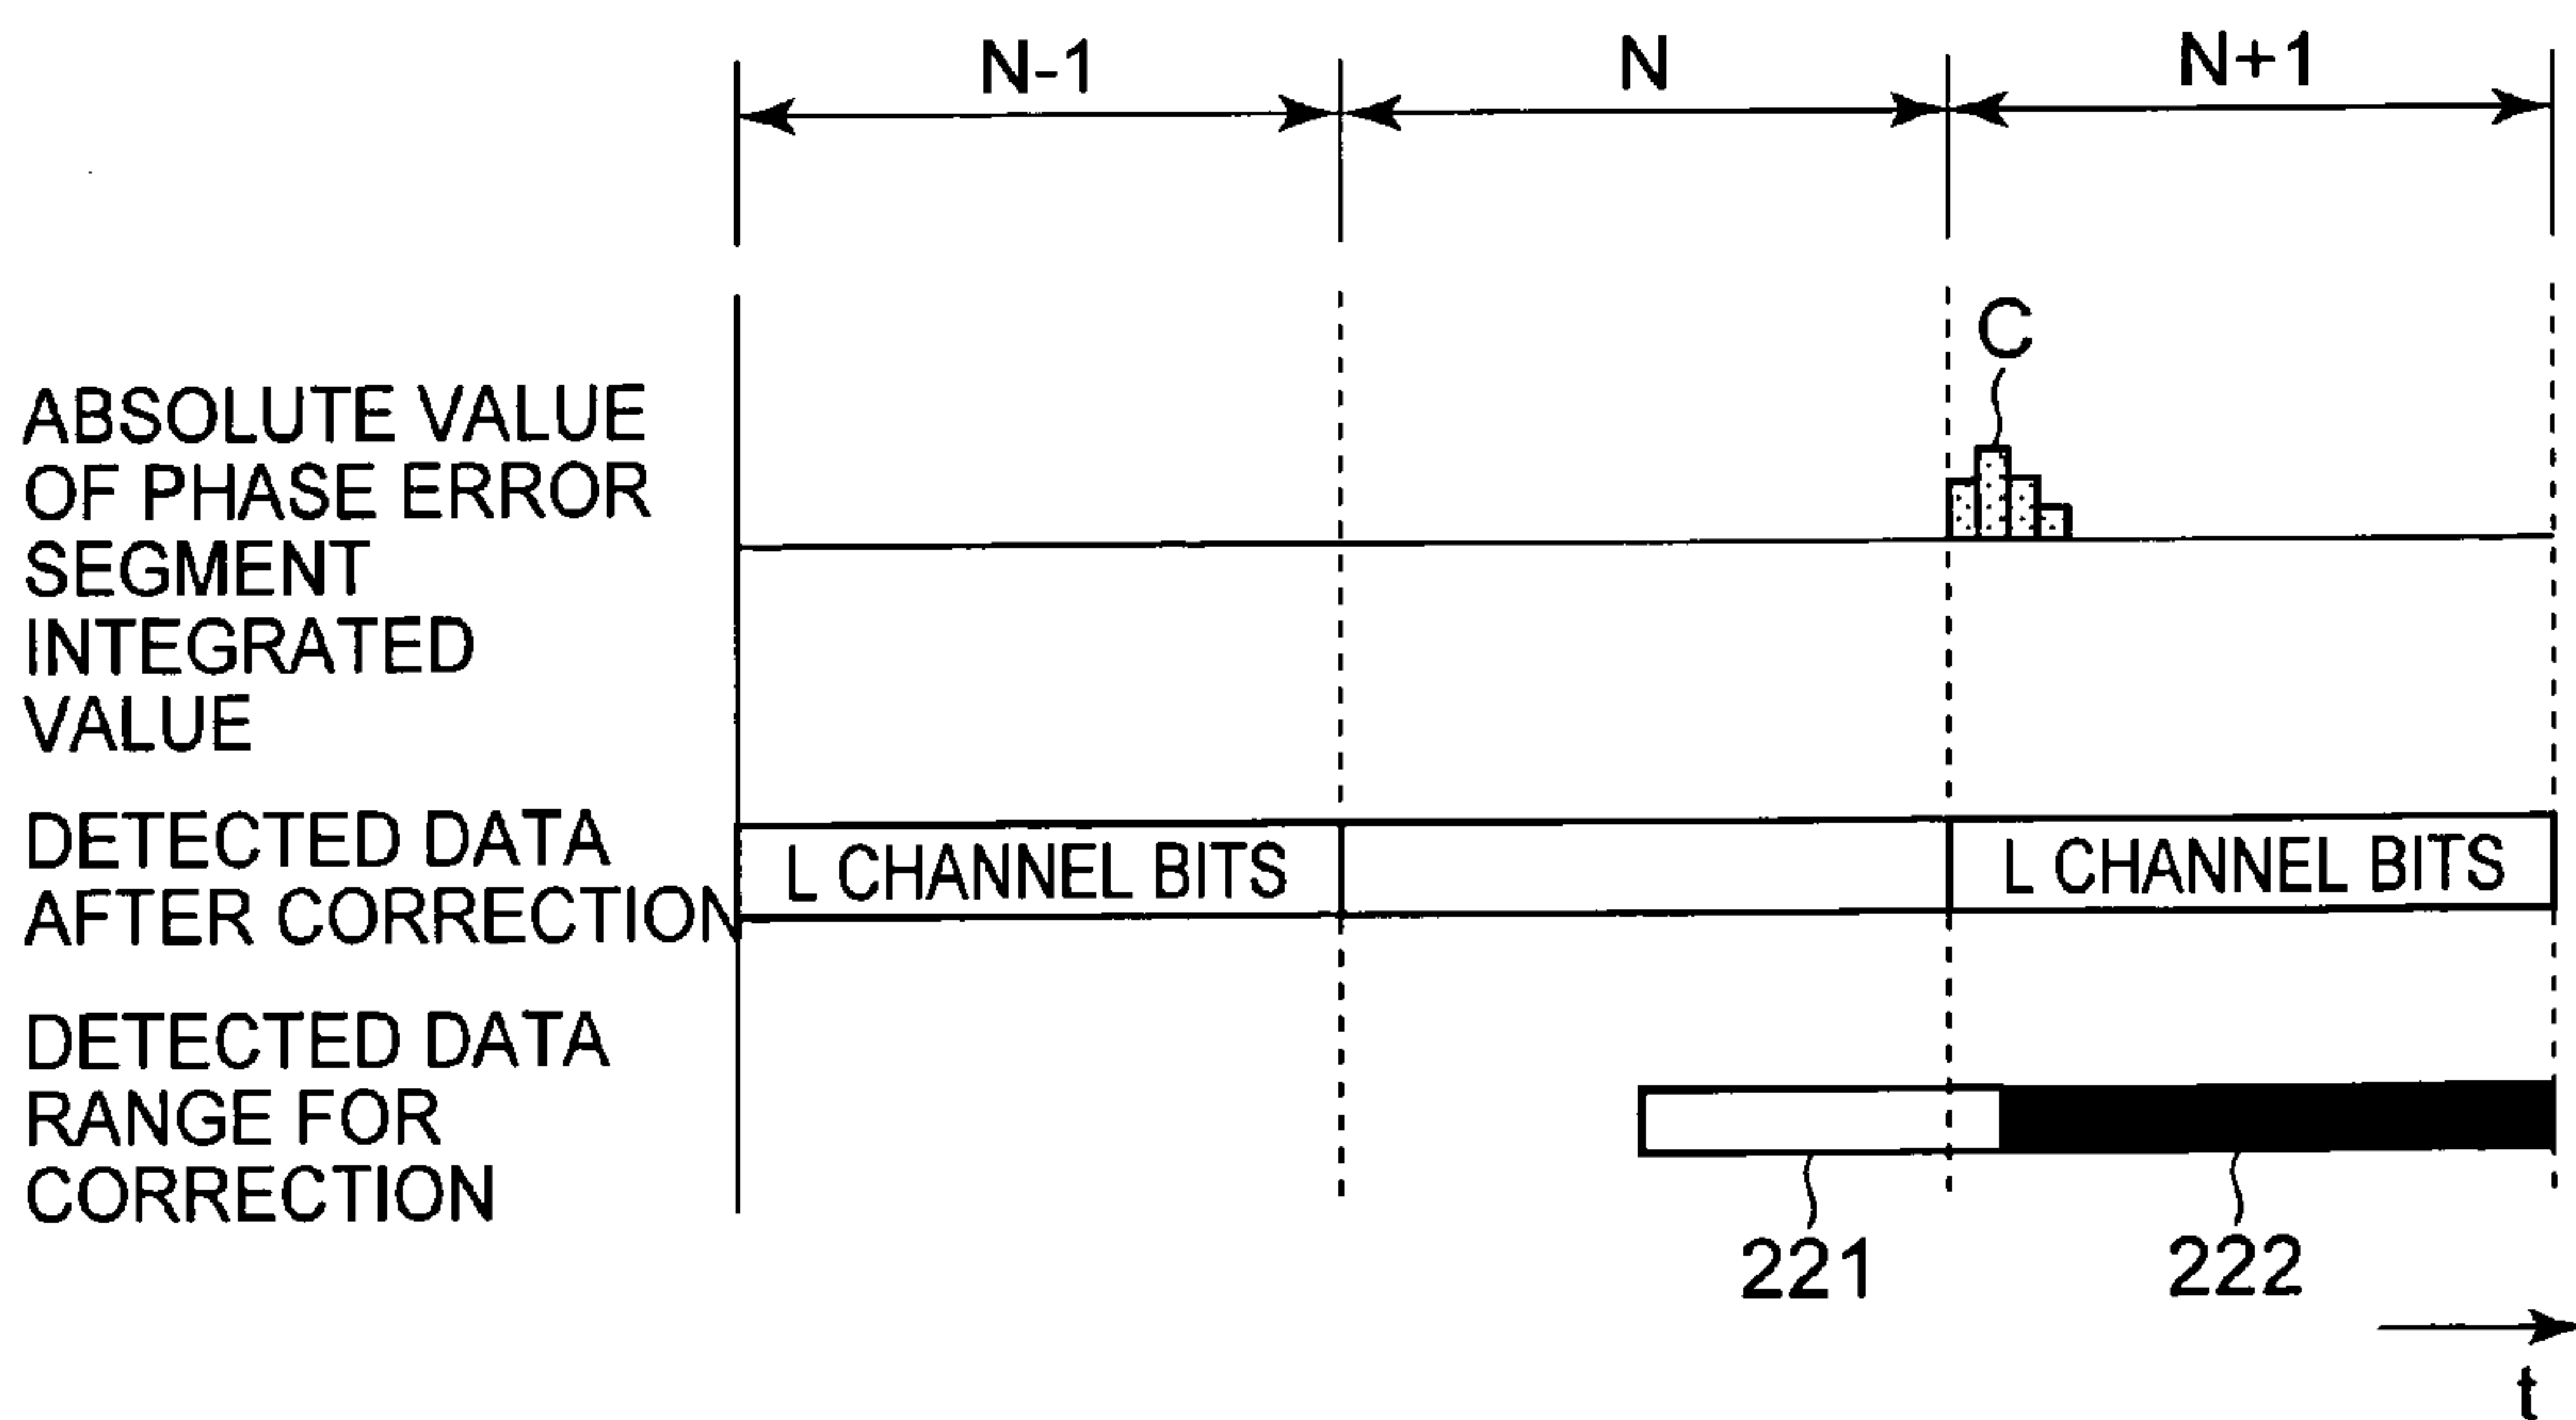 N-1
N
N+1
C
ABSOLUTE VALUE
OF PHASE ERROR
SEGMENT
INTEGRATED
VALUE
DETECTED DATA
AFTER CORRECTION
L CHANNEL BITS
L CHANNEL BITS
DETECTED DATA
RANGE FOR
CORRECTION
221
222
t